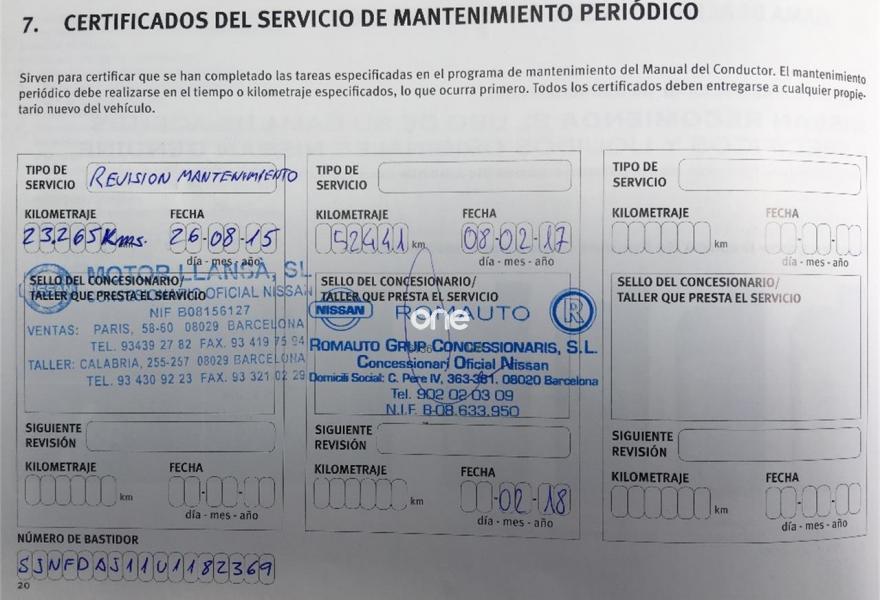 7. CERTIFICADOS DEL SERVICIO DE MANTENIMIENTO PERIÓDICO
Sirven para certificar que se han completado las tareas especificadas en el programa de mantenimiento del Manual del Conductor. El mantenimiento
periódico debe realizarse en el tiempo o kilometraje especificados, lo que ocurra primero. Todos los certificados deben entregarse a cualquier propie-
tario nuevo del vehículo.
TIPO DE
SERVICIO
REVISION MANTENIMIENTO
KILOMETRAJE FECHA
23.265 Kms. 26-08-15
día - mes - año
MOTOR LLANSA, SL
SELLO DEL CONCESIONARIO/
TALLER QUE PRESTA EL SERVICIO
CONCESIONARIO OFICIAL NISSAN
NIF B08156127
VENTAS: PARIS, 58-60 08029 BARCELONA
TEL. 93439 27 82 FAX. 93 419 75 94
TALLER: CALABRIA, 255-257 08029 BARCELONA
TEL. 93 430 92 23 FAX. 93 321 02 29
SIGUIENTE
REVISIÓN
KILOMETRAJE FECHA
km
día - mes - año
NÚMERO DE BASTIDOR
SJNFDAJ11U1182369
20
TIPO DE
SERVICIO
KILOMETRAJE FECHA
52441 km 08-02-17
día - mes - año
SELLO DEL CONCESIONARIO/
TALLER QUE PRESTA EL SERVICIO
NISSAN ROMAUTO R
one
ROMAUTO GRUP CONCESSIONARIS, S.L.
Concessionari Oficial Nissan
Domicili Social: C. Pere IV, 363-381. 08020 Barcelona
Tel. 902 02 03 09
N.I.F. B-08.633.950
SIGUIENTE
REVISIÓN
KILOMETRAJE FECHA
km -02-18
día - mes - año
TIPO DE
SERVICIO
KILOMETRAJE FECHA
km
día - mes - año
SELLO DEL CONCESIONARIO/
TALLER QUE PRESTA EL SERVICIO
SIGUIENTE
REVISIÓN
KILOMETRAJE FECHA
km
día - mes - año